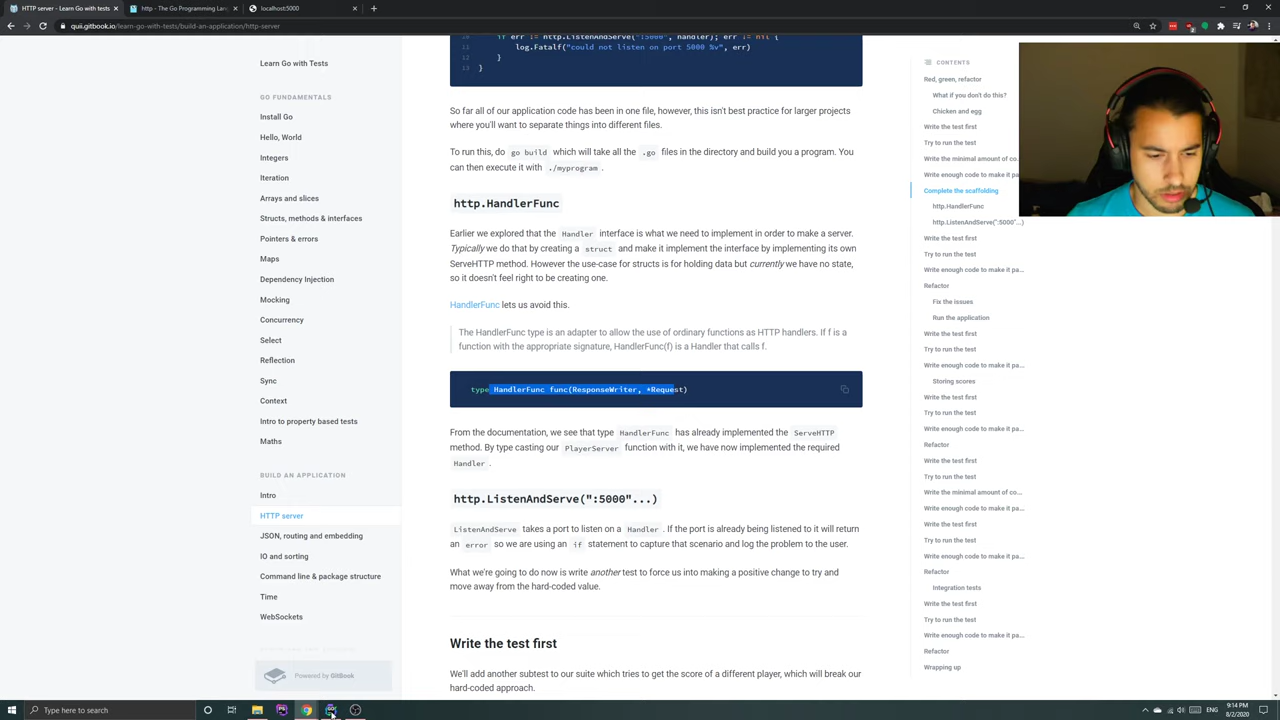 HTTP server - Learn Go with tests
http - The Go Programming Lan
localhost:5000
quii.gitbook.io/learn-go-with-tests/build-an-application/http-server
Learn Go with Tests
GO FUNDAMENTALS
Install Go
Hello, World
Integers
Iteration
Arrays and slices
Structs, methods & interfaces
Pointers & errors
Maps
Dependency Injection
Mocking
Concurrency
Select
Reflection
Sync
Context
Intro to property based tests
Maths
BUILD AN APPLICATION
Intro
HTTP server
JSON, routing and embedding
IO and sorting
Command line & package structure
Time
WebSockets
Powered by GitBook
10 if err := http.ListenAndServe(":5000", handler); err != nil {
11 log.Fatalf("could not listen on port 5000 %v", err)
12 }
13 }
So far all of our application code has been in one file, however, this isn't best practice for larger projects
where you'll want to separate things into different files.
To run this, do go build which will take all the .go files in the directory and build you a program. You
can then execute it with ./myprogram .
http.HandlerFunc
Earlier we explored that the Handler interface is what we need to implement in order to make a server.
Typically we do that by creating a struct and make it implement the interface by implementing its own
ServeHTTP method. However the use-case for structs is for holding data but currently we have no state,
so it doesn't feel right to be creating one.
HandlerFunc lets us avoid this.
The HandlerFunc type is an adapter to allow the use of ordinary functions as HTTP handlers. If f is a
function with the appropriate signature, HandlerFunc(f) is a Handler that calls f.
type HandlerFunc func(ResponseWriter, *Request)
From the documentation, we see that type HandlerFunc has already implemented the ServeHTTP
method. By type casting our PlayerServer function with it, we have now implemented the required
Handler .
http.ListenAndServe(":5000"...)
ListenAndServe takes a port to listen on a Handler . If the port is already being listened to it will return
an error so we are using an if statement to capture that scenario and log the problem to the user.
What we're going to do now is write another test to force us into making a positive change to try and
move away from the hard-coded value.
Write the test first
We'll add another subtest to our suite which tries to get the score of a different player, which will break our
hard-coded approach.
CONTENTS
Red, green, refactor
What if you don't do this?
Chicken and egg
Write the test first
Try to run the test
Write the minimal amount of co...
Write enough code to make it pa
Complete the scaffolding
http.HandlerFunc
http.ListenAndServe(":5000"...)
Write the test first
Try to run the test
Write enough code to make it pa...
Refactor
Fix the issues
Run the application
Write the test first
Try to run the test
Write enough code to make it pa...
Storing scores
Write the test first
Try to run the test
Write enough code to make it pa...
Refactor
Write the test first
Try to run the test
Write the minimal amount of co...
Write enough code to make it pa...
Write the test first
Try to run the test
Write enough code to make it pa...
Refactor
Integration tests
Write the test first
Try to run the test
Write enough code to make it pa...
Refactor
Wrapping up
Type here to search
ENG
9:14 PM
8/2/2020